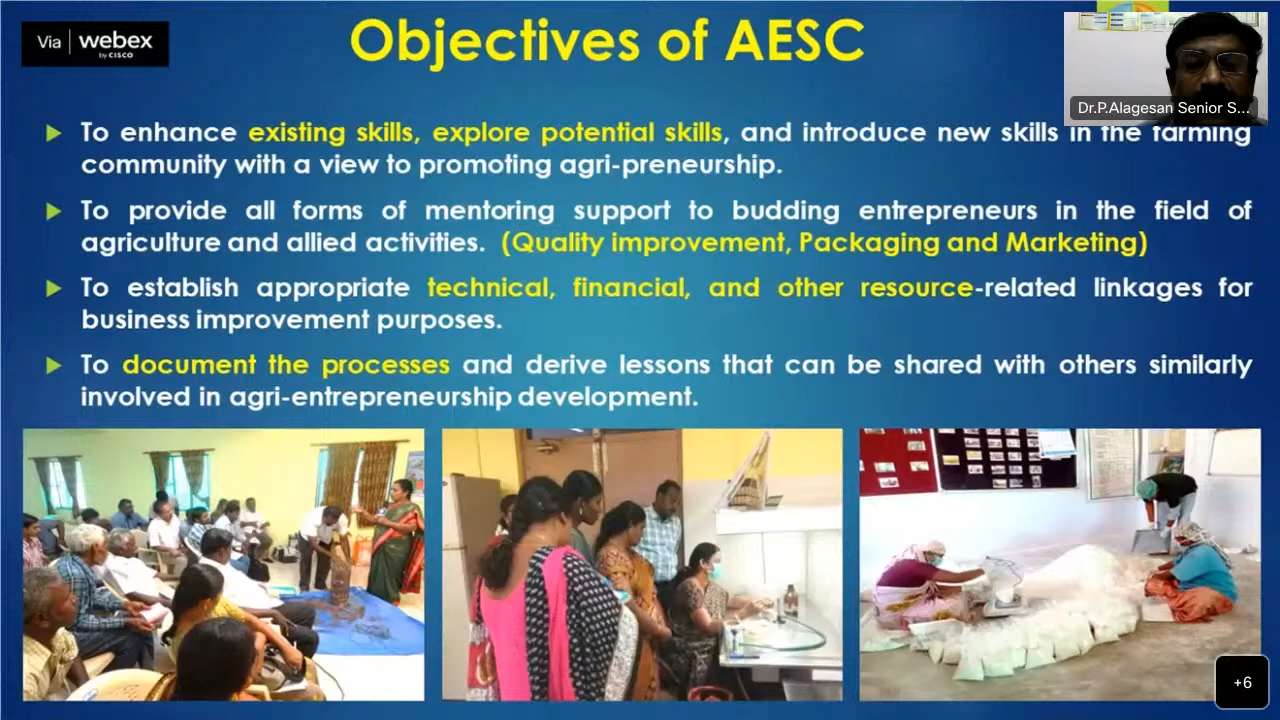 Via webex
by CISCO
Objectives of AESC
Dr.P.Alagesan Senior S...
To enhance existing skills, explore potential skills, and introduce new skills in the farming
community with a view to promoting agri-preneurship.
To provide all forms of mentoring support to budding entrepreneurs in the field of
agriculture and allied activities. (Quality improvement, Packaging and Marketing)
To establish appropriate technical, financial, and other resource-related linkages for
business improvement purposes.
To document the processes and derive lessons that can be shared with others similarly
involved in agri-entrepreneurship development.
+6